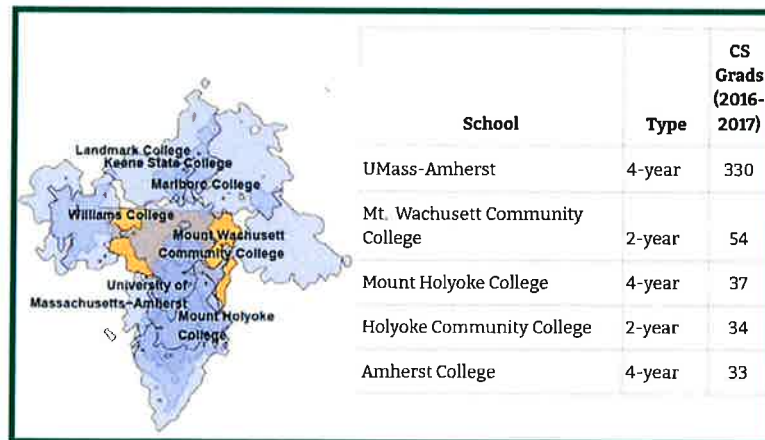 Landmark College
Keene State College
Marlboro College
Williams College
Mount Wachusett
Community College
University of
Massachusetts-Amherst
Mount Holyoke
College
School Type CS Grads (2016-2017)
UMass-Amherst 4-year 330
Mt. Wachusett Community
College 2-year 54
Mount Holyoke College 4-year 37
Holyoke Community College 2-year 34
Amherst College 4-year 33